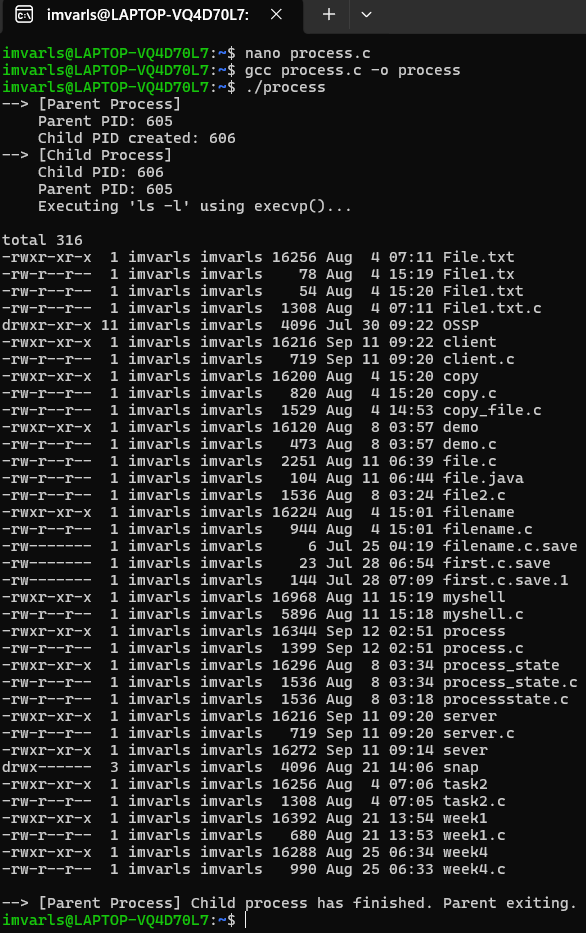 imvarls@LAPTOP-VQ4D70L7: ~
imvarls@LAPTOP-VQ4D70L7:~$ nano process.c
imvarls@LAPTOP-VQ4D70L7:~$ gcc process.c -o process
imvarls@LAPTOP-VQ4D70L7:~$ ./process
--> [Parent Process]
    Parent PID: 605
    Child PID created: 606
--> [Child Process]
    Child PID: 606
    Parent PID: 605
    Executing 'ls -l' using execvp()...
total 316
-rwxr-xr-x  1 imvarls imvarls 16256 Aug  4 07:11 File.txt
-rw-r--r--  1 imvarls imvarls    78 Aug  4 15:19 File1.tx
-rw-r--r--  1 imvarls imvarls    54 Aug  4 15:20 File1.txt
-rw-r--r--  1 imvarls imvarls  1308 Aug  4 07:11 File1.txt.c
drwxr-xr-x 11 imvarls imvarls  4096 Jul 30 09:22 OSSP
-rwxr-xr-x  1 imvarls imvarls 16216 Sep 11 09:22 client
-rw-r--r--  1 imvarls imvarls   719 Sep 11 09:20 client.c
-rwxr-xr-x  1 imvarls imvarls 16200 Aug  4 15:20 copy
-rw-r--r--  1 imvarls imvarls   820 Aug  4 15:20 copy.c
-rw-r--r--  1 imvarls imvarls  1529 Aug  4 14:53 copy_file.c
-rwxr-xr-x  1 imvarls imvarls 16120 Aug  8 03:57 demo
-rw-r--r--  1 imvarls imvarls   473 Aug  8 03:57 demo.c
-rw-r--r--  1 imvarls imvarls  2251 Aug 11 06:39 file.c
-rw-r--r--  1 imvarls imvarls   104 Aug 11 06:44 file.java
-rw-r--r--  1 imvarls imvarls  1536 Aug  8 03:24 file2.c
-rwxr-xr-x  1 imvarls imvarls 16224 Aug  4 15:01 filename
-rw-r--r--  1 imvarls imvarls   944 Aug  4 15:01 filename.c
-rw-------  1 imvarls imvarls     6 Jul 25 04:19 filename.c.save
-rw-------  1 imvarls imvarls    23 Jul 28 06:54 first.c.save
-rw-------  1 imvarls imvarls   144 Jul 28 07:09 first.c.save.1
-rwxr-xr-x  1 imvarls imvarls 16968 Aug 11 15:19 myshell
-rw-r--r--  1 imvarls imvarls  5896 Aug 11 15:18 myshell.c
-rwxr-xr-x  1 imvarls imvarls 16344 Sep 12 02:51 process
-rw-r--r--  1 imvarls imvarls  1399 Sep 12 02:51 process.c
-rwxr-xr-x  1 imvarls imvarls 16296 Aug  8 03:34 process_state
-rw-r--r--  1 imvarls imvarls  1536 Aug  8 03:34 process_state.c
-rw-r--r--  1 imvarls imvarls  1536 Aug  8 03:18 processstate.c
-rwxr-xr-x  1 imvarls imvarls 16216 Sep 11 09:20 server
-rw-r--r--  1 imvarls imvarls   719 Sep 11 09:20 server.c
-rwxr-xr-x  1 imvarls imvarls 16272 Sep 11 09:14 sever
drwx------  3 imvarls imvarls  4096 Aug 21 14:06 snap
-rwxr-xr-x  1 imvarls imvarls 16256 Aug  4 07:06 task2
-rw-r--r--  1 imvarls imvarls  1308 Aug  4 07:05 task2.c
-rwxr-xr-x  1 imvarls imvarls 16392 Aug 21 13:54 week1
-rw-r--r--  1 imvarls imvarls   680 Aug 21 13:53 week1.c
-rwxr-xr-x  1 imvarls imvarls 16288 Aug 25 06:34 week4
-rw-r--r--  1 imvarls imvarls   990 Aug 25 06:33 week4.c
--> [Parent Process] Child process has finished. Parent exiting.
imvarls@LAPTOP-VQ4D70L7:~$